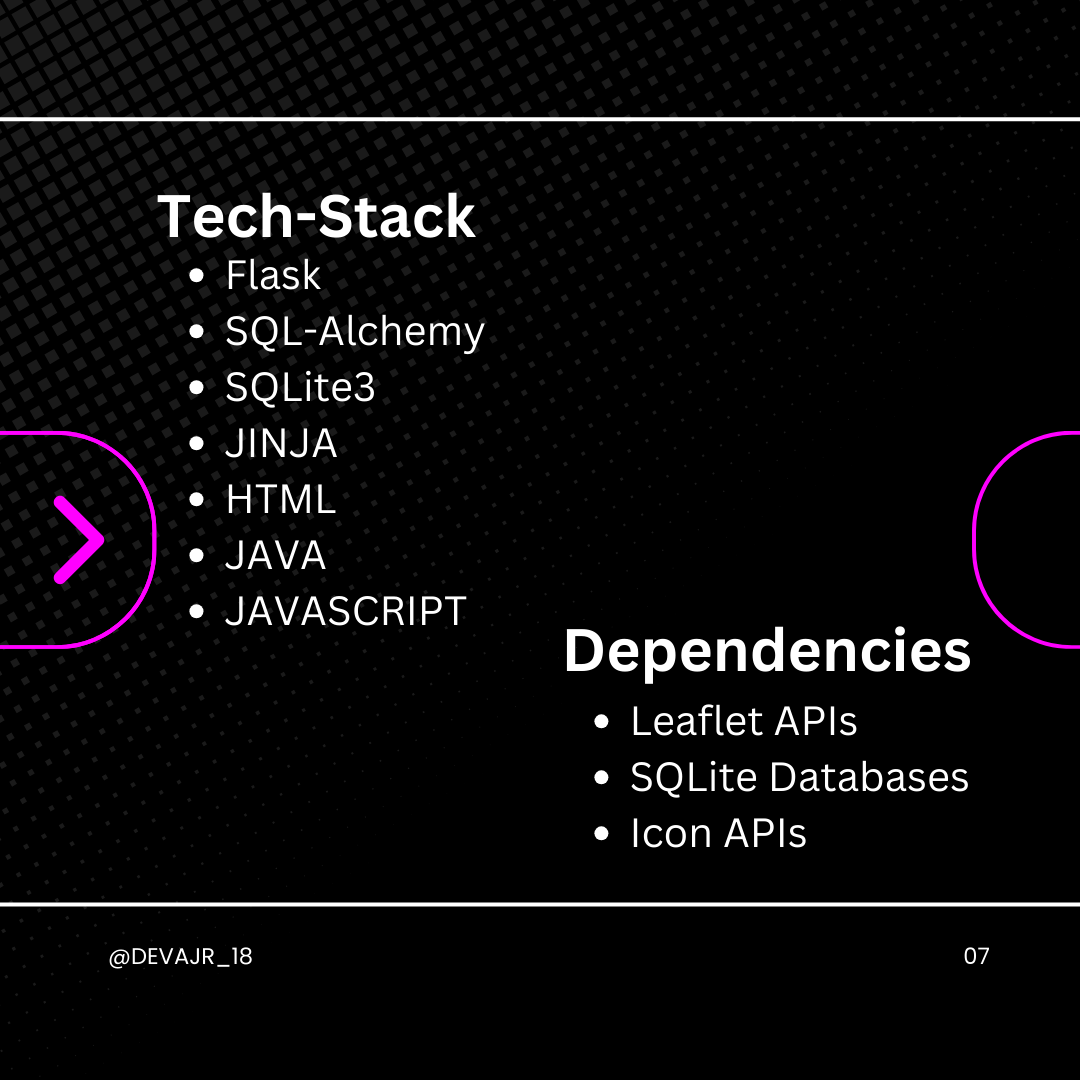 Tech-Stack
Flask
SQL-Alchemy
SQLite3
JINJA
HTML
JAVA
JAVASCRIPT
Dependencies
Leaflet APIs
SQLite Databases
Icon APIs
@DEVAJR_18
07